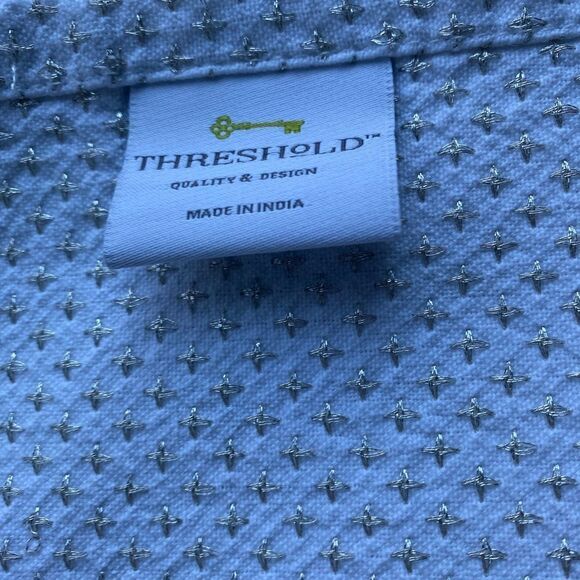 THRESHOLD™
QUALITY & DESIGN
MADE IN INDIA